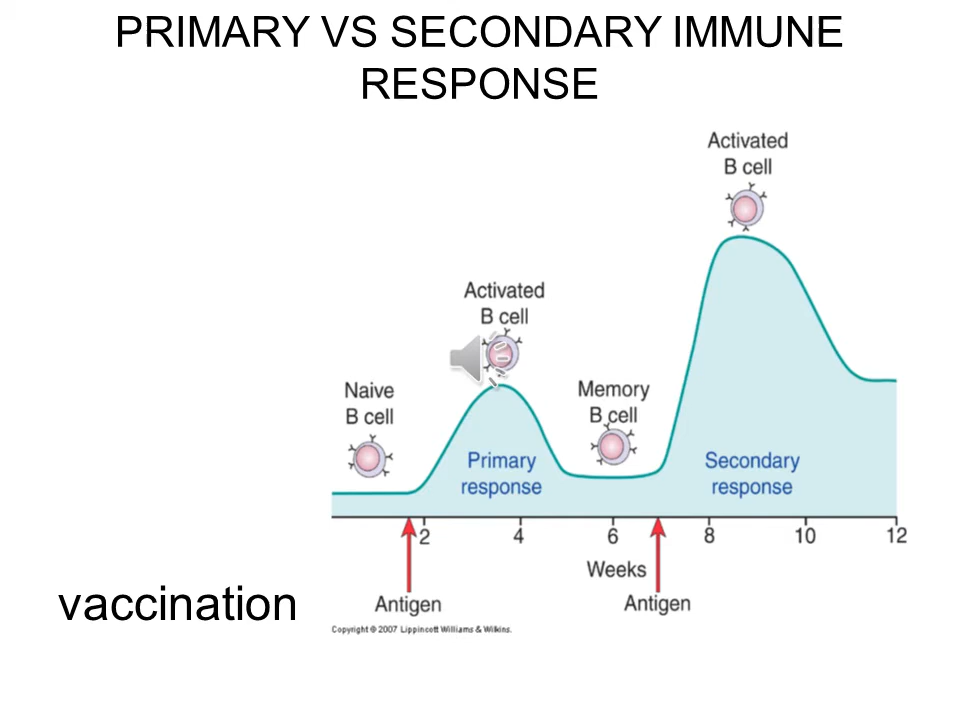 PRIMARY VS SECONDARY IMMUNE
RESPONSE
Activated
B cell
Activated
B cell
Naive
B cell
Memory
B cell
Primary
response
Secondary
response
2 4 6 8 10 12
Weeks
vaccination
Antigen
Antigen
Copyright © 2007 Lippincott Williams & Wilkins.